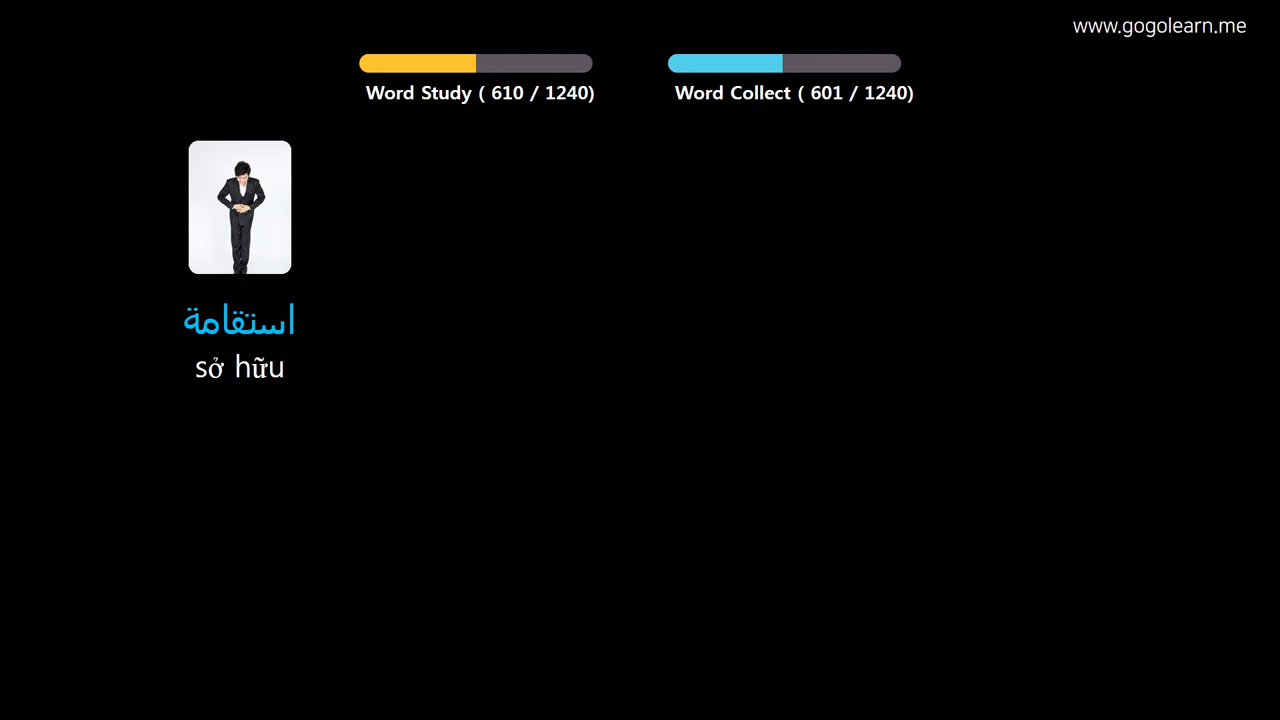 www.gogolearn.me
Word Study ( 610 / 1240)
Word Collect ( 601 / 1240)
استقامة
sở hữu